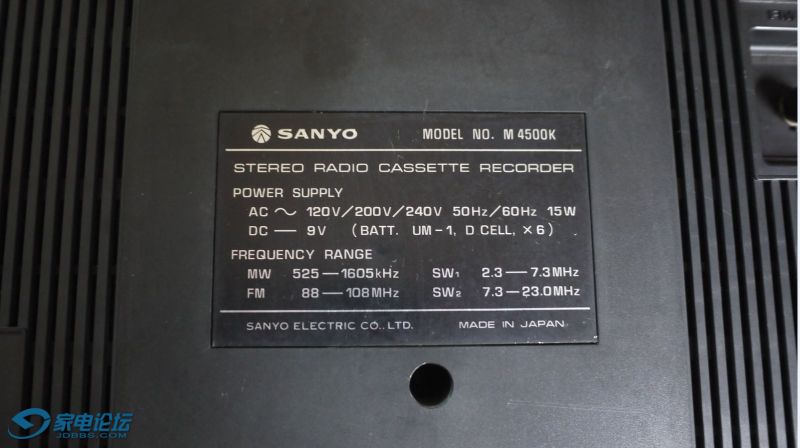 SANYO MODEL NO. M 4500K
STEREO RADIO CASSETTE RECORDER
POWER SUPPLY
AC ～ 120V/200V/240V 50Hz/60Hz 15W
DC — 9V (BATT. UM-1, D CELL, ×6)
FREQUENCY RANGE
MW 525—1605kHz SW₁ 2.3—7.3MHz
FM 88—108MHz SW₂ 7.3—23.0MHz
SANYO ELECTRIC CO., LTD. MADE IN JAPAN
家电论坛
JDBBS.COM